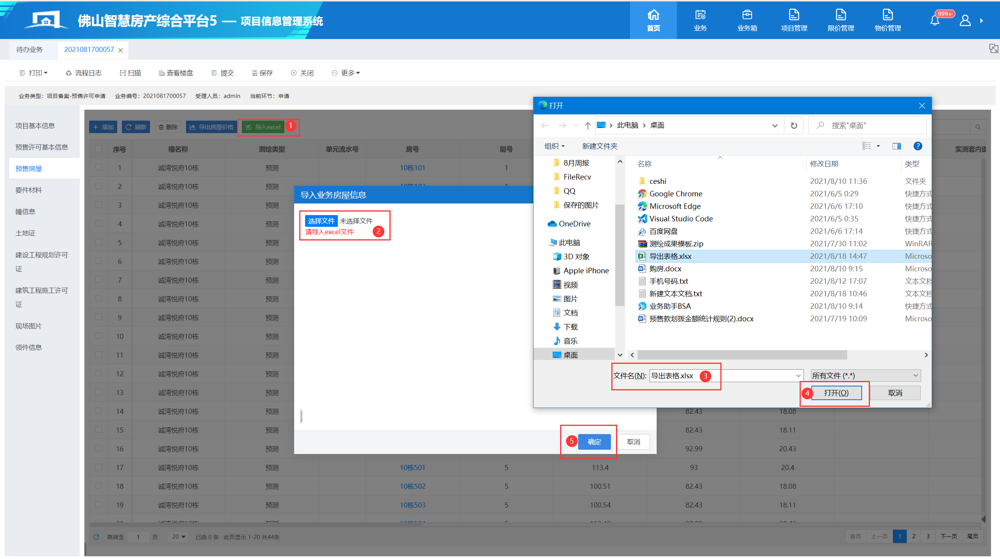 佛山智慧房产综合平台5 — 项目信息管理系统
首页 业务 业务箱 项目管理 限价管理 物价管理 999+
待办业务 2021081700057
打印 流程日志 扫描 查看楼盘 提交 保存 关闭 更多
业务类型：项目备案-预售许可申请 业务编号：2021081700057 受理人员：admin 当前环节：申请
项目基本信息
预售许可基本信息
预售房屋
要件材料
幢信息
土地证
建设工程规划许可证
建筑工程施工许可证
现场图片
领件信息
添加 刷新 删除 导出房屋价格 导入excel 1
序号 幢名称 测绘类型 单元流水号 房号 层号 实测套内面
1 诚湾悦府10栋 预测 10栋101 1
2 诚湾悦府10栋 预测
3 诚湾悦府10栋 预测
4 诚湾悦府10栋 预测
5 诚湾悦府10栋 预测
6 诚湾悦府10栋 预测
7 诚湾悦府10栋 预测
8 诚湾悦府10栋 预测
9 诚湾悦府10栋 预测
10 诚湾悦府10栋 预测
11 诚湾悦府10栋 预测
12 诚湾悦府10栋 预测
13 诚湾悦府10栋 预测
14 诚湾悦府10栋 预测 82.43 18.08
15 诚湾悦府10栋 预测 82.43 18.11
16 诚湾悦府10栋 预测 92.99 20.43
17 诚湾悦府10栋 预测 10栋501 5 113.4 93 20.4
18 诚湾悦府10栋 预测 10栋502 5 100.51 82.43 18.08
19 诚湾悦府10栋 预测 10栋503 5 100.54 82.43 18.11
跳转至 1 页 20 已选 0 条 此页显示 1-20 共44条
首页 上一页 1 2 3 下一页 尾页
导入业务房屋信息
选择文件 未选择文件
请导入excel文件 2
5 确定 取消
打开
此电脑 桌面 搜索"桌面"
组织 新建文件夹 ?
8月周报
FileRecv
QQ
保存的图片
OneDrive
此电脑
3D 对象
Apple iPhone
视频
图片
文档
下载
音乐
桌面
名称 修改日期 类型
ceshi 2021/8/10 11:36 文件夹
Google Chrome 2021/6/5 0:29 快捷方式
Microsoft Edge 2021/6/6 17:10 快捷方式
Visual Studio Code 2021/6/5 0:35 快捷方式
百度网盘 2021/6/6 17:14 快捷方式
测绘成果模板.zip 2021/7/30 11:02 WinRAR
导出表格.xlsx 2021/8/18 14:47 Microso
购房.docx 2021/8/10 9:15 Microso
手机号码.txt 2021/8/12 17:07 文本文档
新建文本文档.txt 2021/8/18 10:46 文本文档
业务助手BSA 2021/8/10 9:14 快捷方式
预售款划拨金额统计规则(2).docx 2021/7/19 10:09 Microso
文件名(N): 导出表格.xlsx 3 所有文件 (*.*)
4 打开(O) 取消